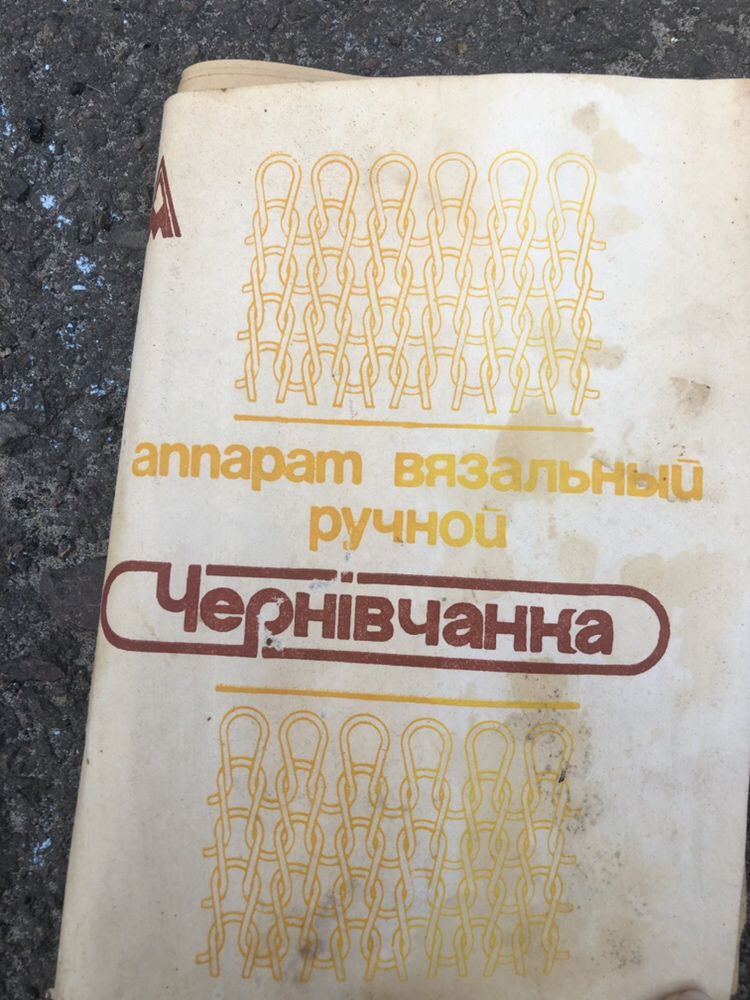 аппарат вязальный
ручной
Чернівчанка